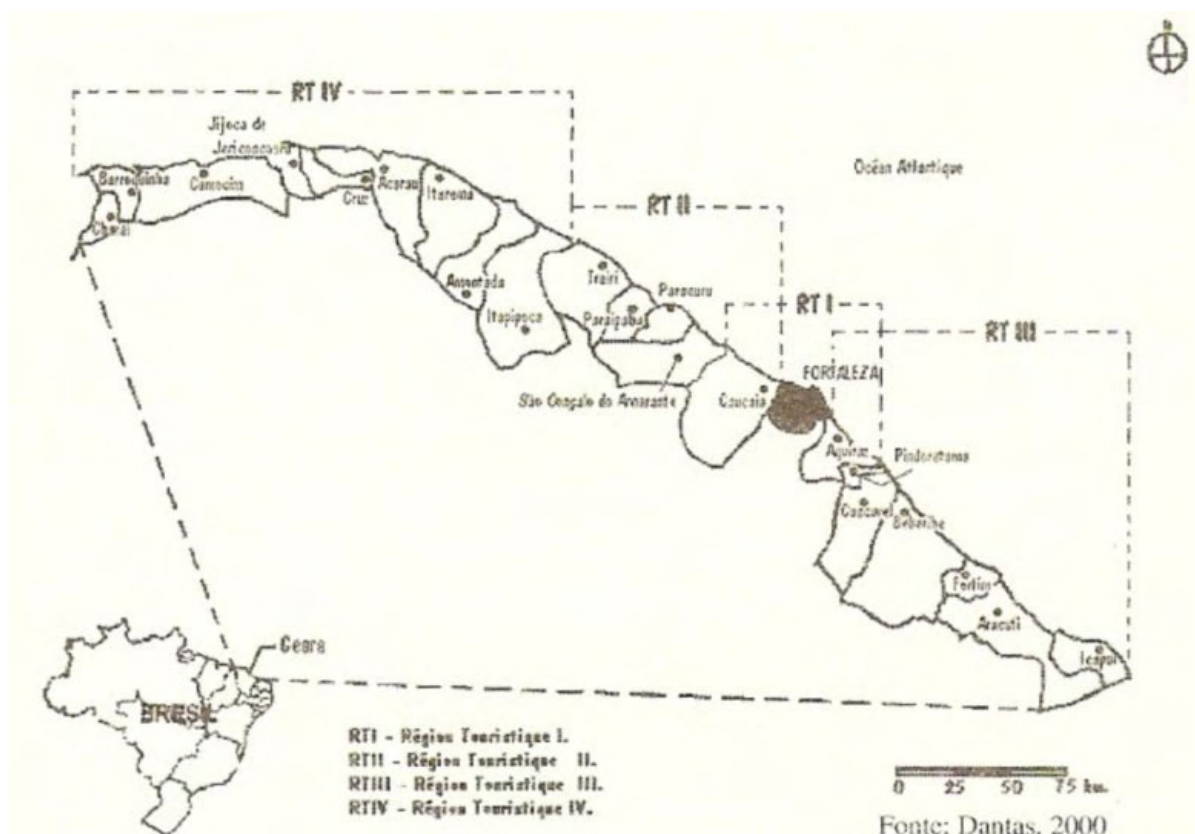 RT IV
Jijoca de
Jericoacoara
Barroquinha
Camocim
Chaval
Cruz
Acaraú
Itarema
Amontada
Itapipoca
Océan Atlantique
RT II
Trairi
Paraipaba
Paracuru
São Gonçalo do Amarante
RT I
Caucaia
FORTALEZA
RT III
Aquiraz
Pindoretama
Cascavel
Beberibe
Fortim
Aracati
Icapuí
Ceara
BRESIL
RTI - Région Touristique I.
RTII - Région Touristique II.
RTIII - Région Touristique III.
RTIV - Région Touristique IV.
0 25 50 75 km.
Fonte: Dantas, 2000